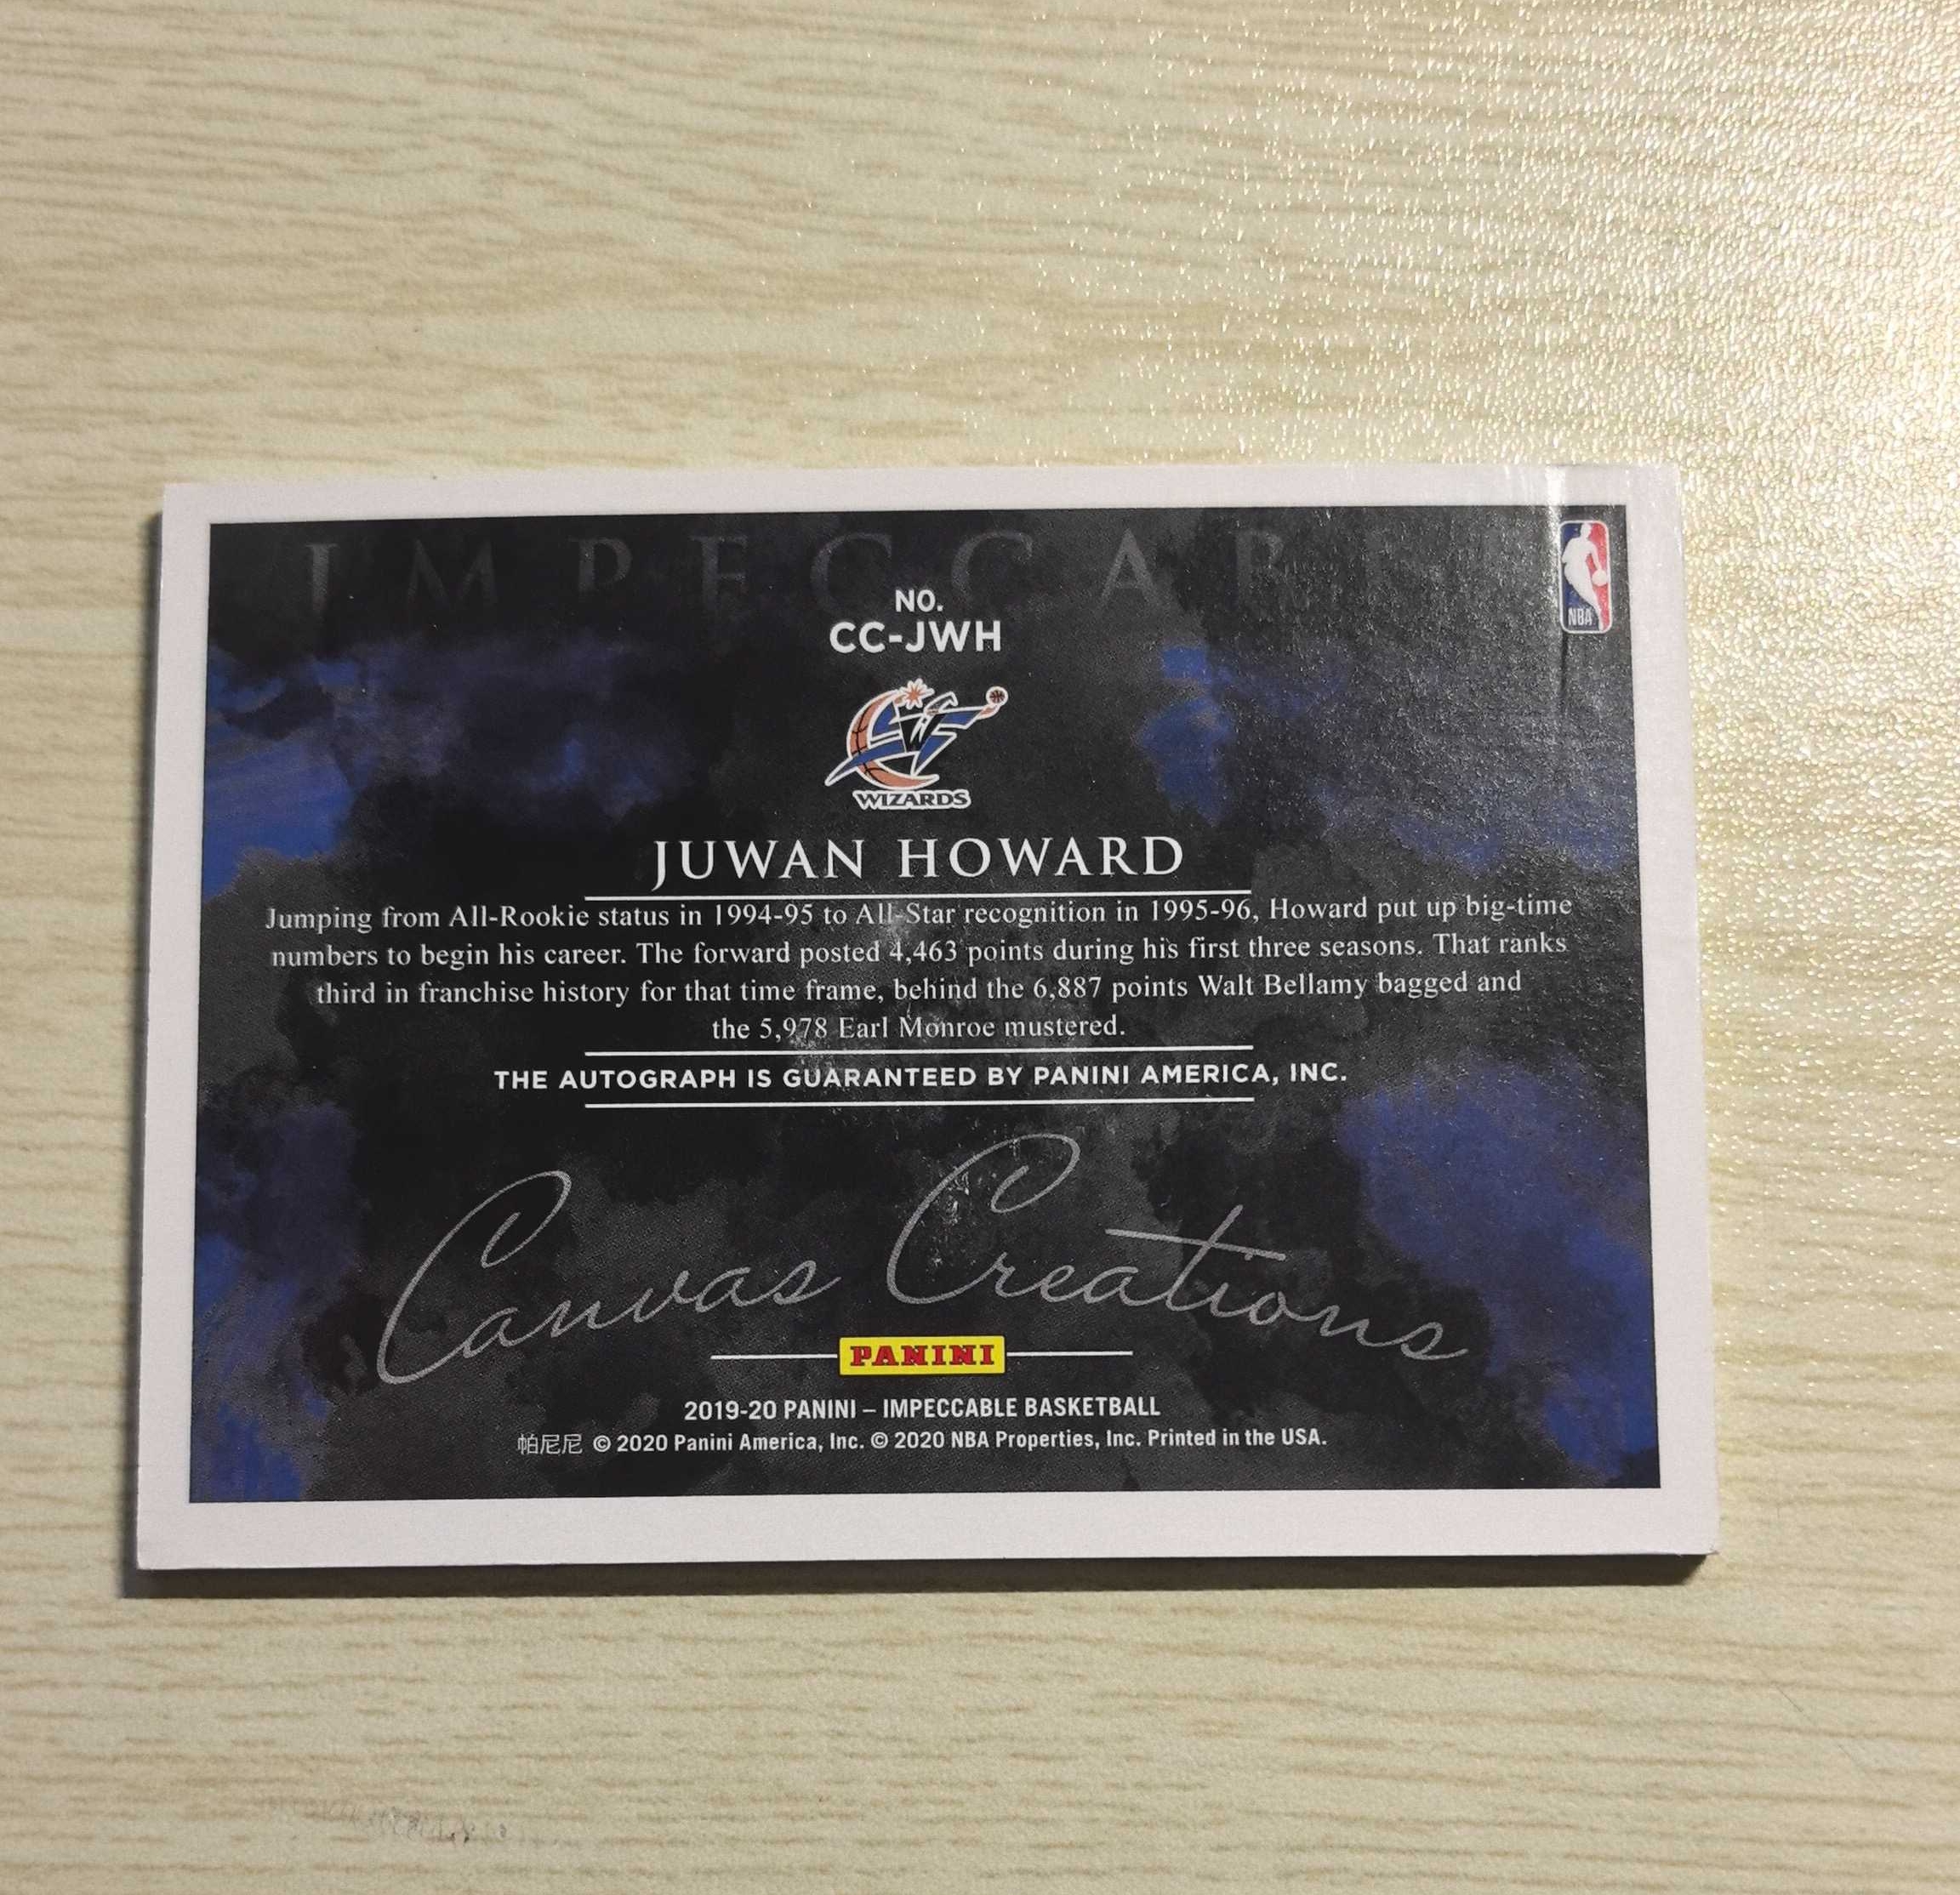 IMPECCABL
NO.
CC-JWH
NBA
WIZARDS
JUWAN HOWARD
Jumping from All-Rookie status in 1994-95 to All-Star recognition in 1995-96, Howard put up big-time
numbers to begin his career. The forward posted 4,463 points during his first three seasons. That ranks
third in franchise history for that time frame, behind the 6,887 points Walt Bellamy bagged and
the 5,978 Earl Monroe mustered.
THE AUTOGRAPH IS GUARANTEED BY PANINI AMERICA, INC.
Canvas Creations
PANINI
2019-20 PANINI – IMPECCABLE BASKETBALL
帕尼尼 © 2020 Panini America, Inc. © 2020 NBA Properties, Inc. Printed in the USA.